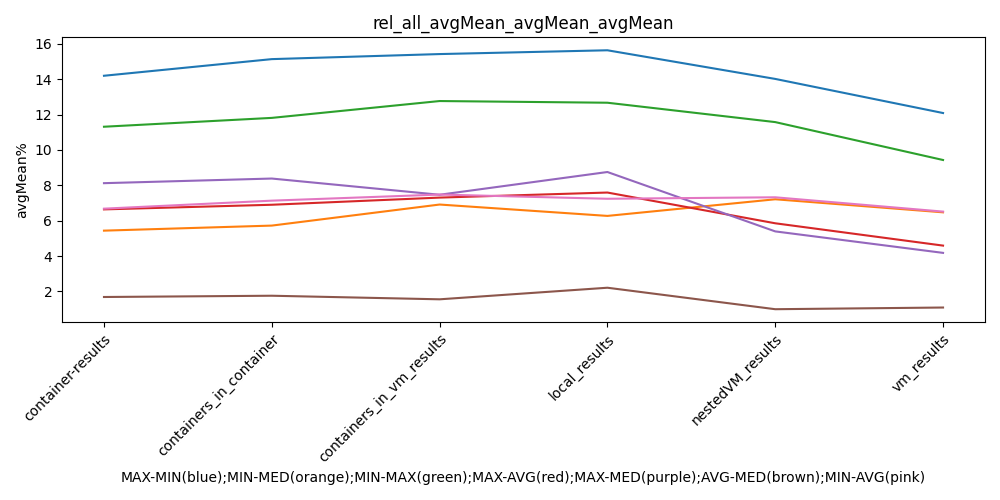 rel_all_avgMean_avgMean_avgMean
avgMean%
16
14
12
10
8
6
4
2
container-results
containers_in_container
containers_in_vm_results
local_results
nestedVM_results
vm_results
MAX-MIN(blue);MIN-MED(orange);MIN-MAX(green);MAX-AVG(red);MAX-MED(purple);AVG-MED(brown);MIN-AVG(pink)